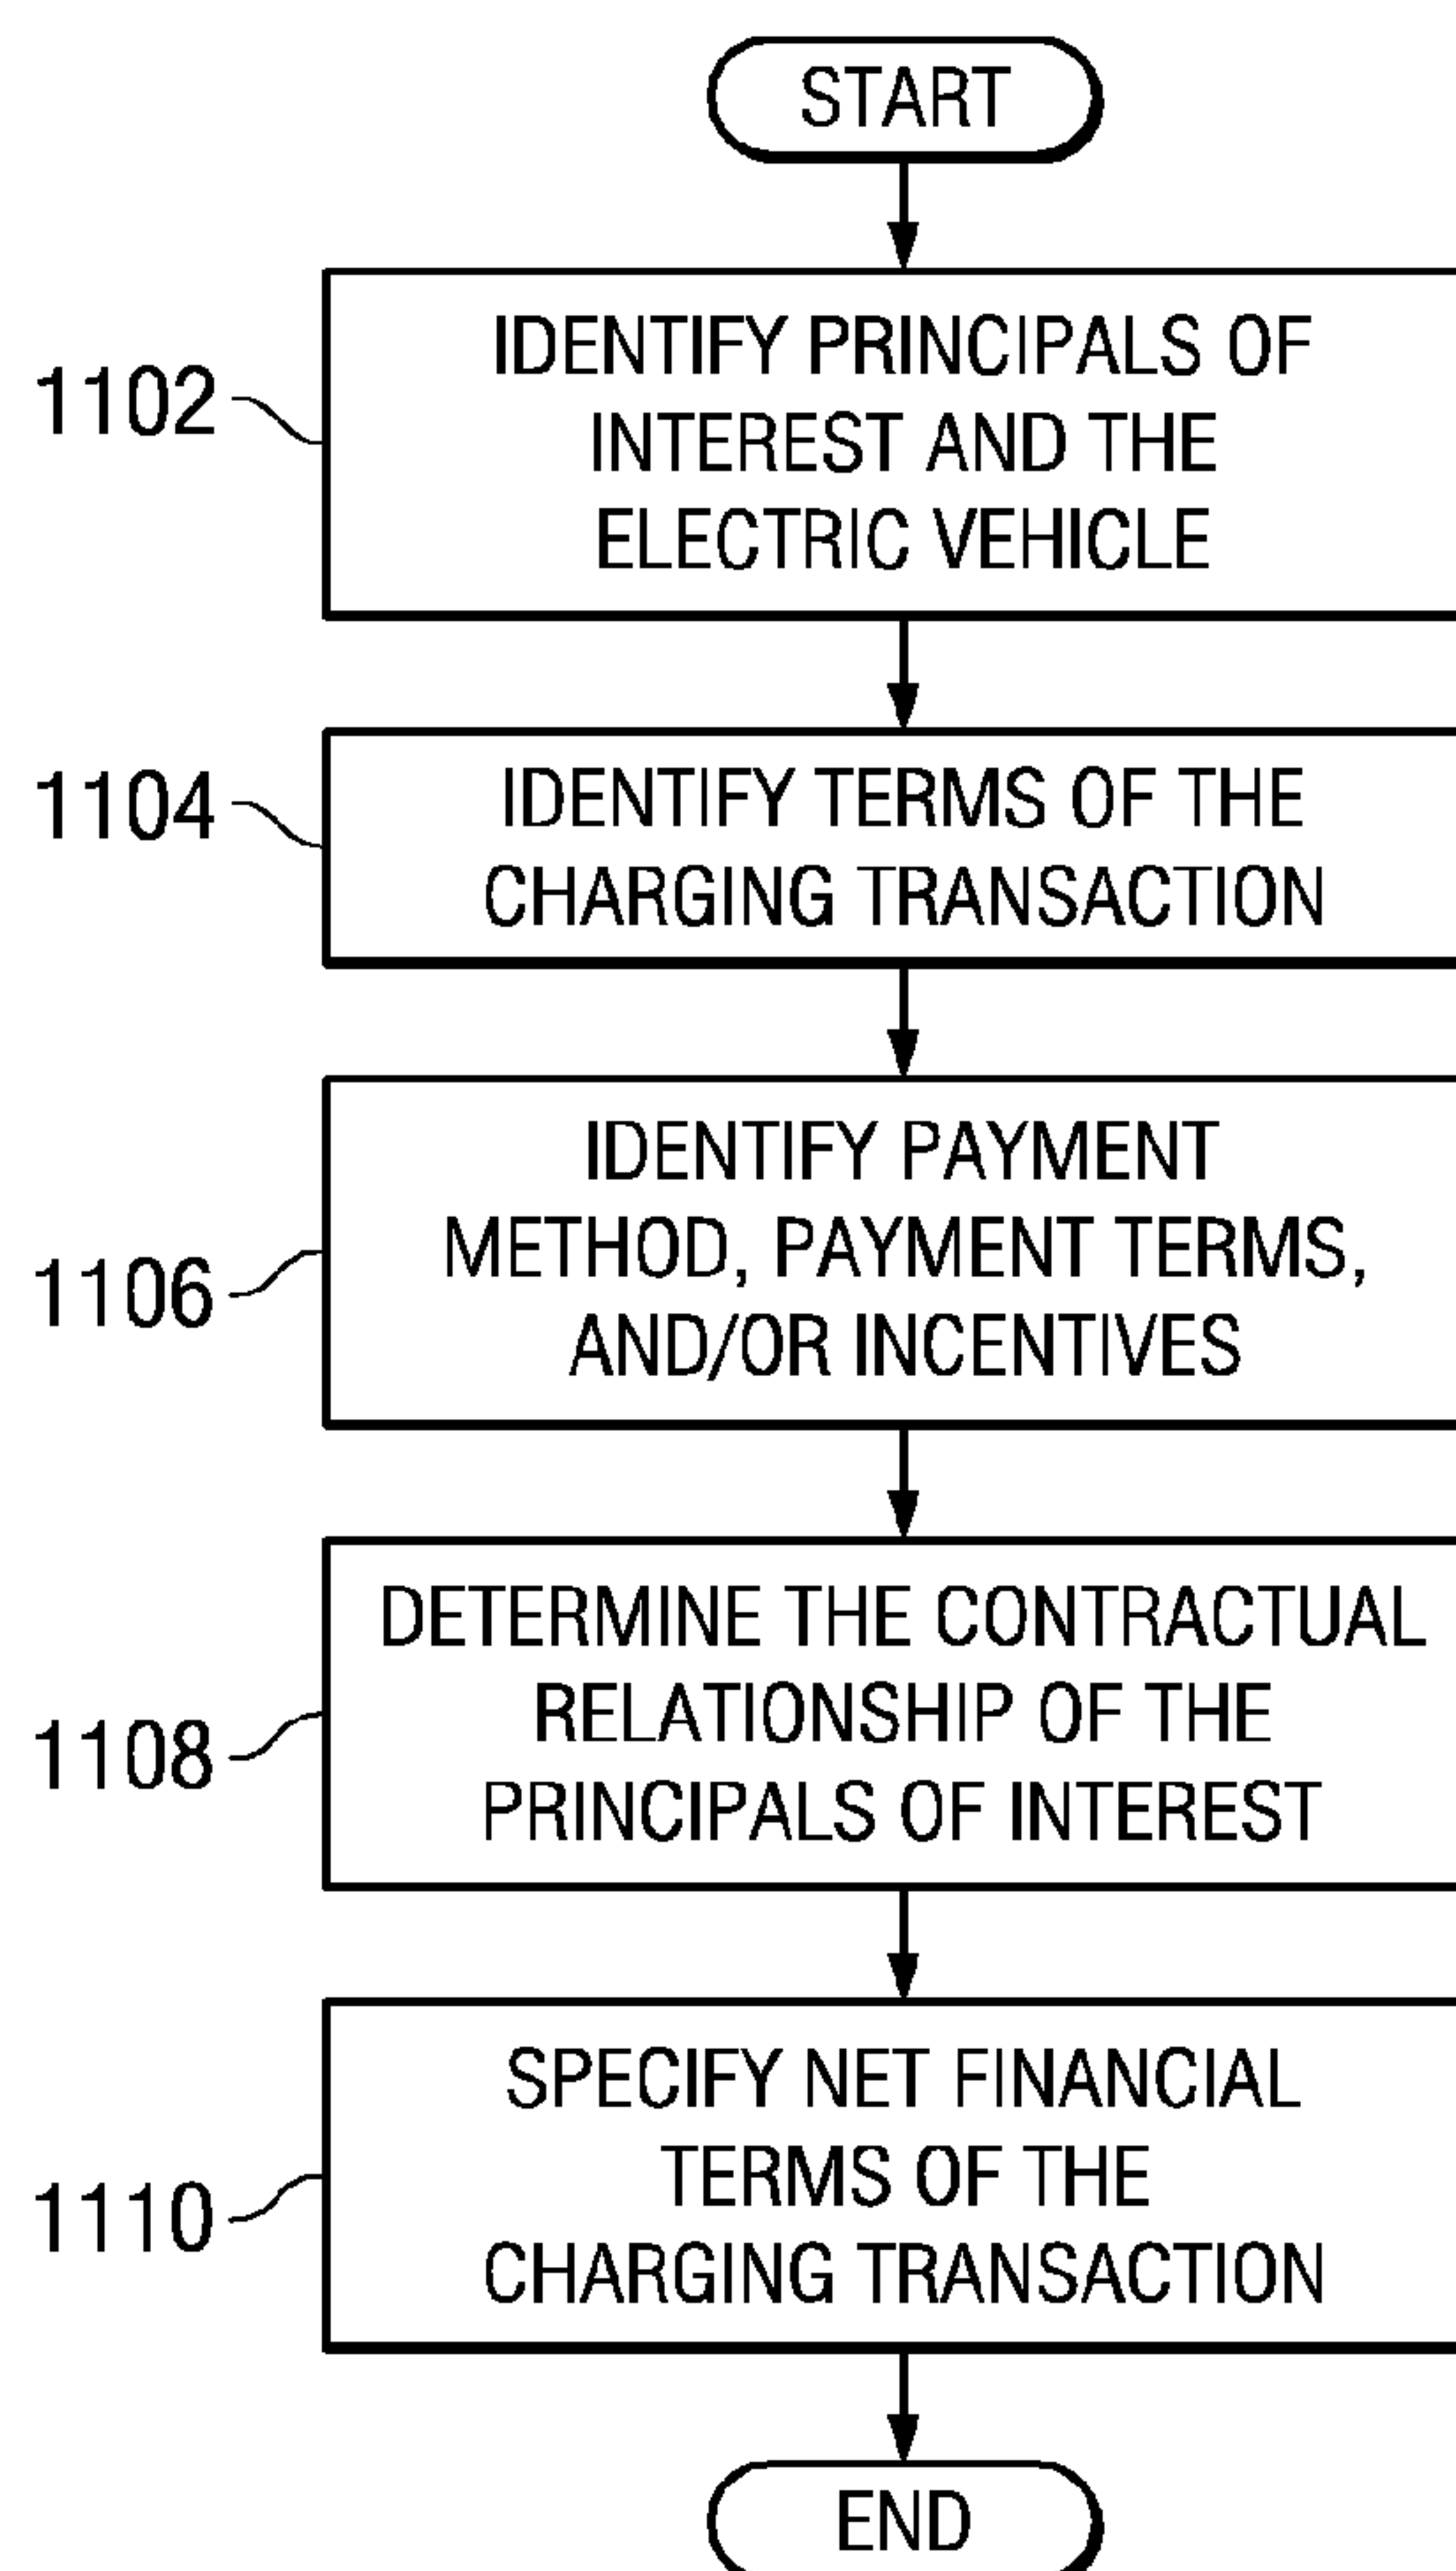 START
1102
IDENTIFY PRINCIPALS OF
INTEREST AND THE
ELECTRIC VEHICLE
1104
IDENTIFY TERMS OF THE
CHARGING TRANSACTION
1106
IDENTIFY PAYMENT
METHOD, PAYMENT TERMS,
AND/OR INCENTIVES
1108
DETERMINE THE CONTRACTUAL
RELATIONSHIP OF THE
PRINCIPALS OF INTEREST
1110
SPECIFY NET FINANCIAL
TERMS OF THE
CHARGING TRANSACTION
END